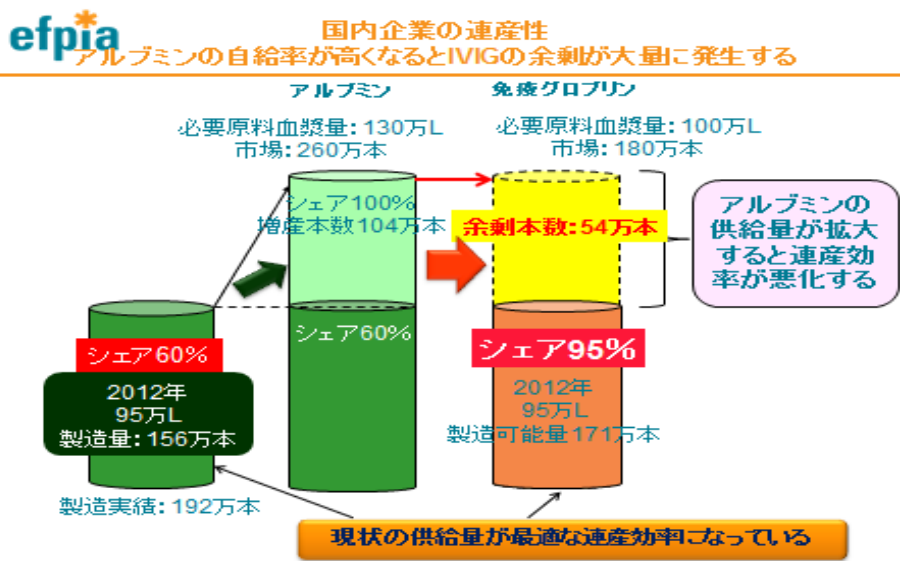 efpia
国内企業の連産性
アルブミンの自給率が高くなるとIVIGの余剰が大量に発生する
アルブミン
必要原料血漿量：130万L
市場：260万本
免疫グロブリン
必要原料血漿量：100万L
市場：180万本
シェア100%
増産本数104万本
余剰本数：54万本
アルブミンの
供給量が拡大
すると連産効
率が悪化する
シェア60%
2012年
95万L
製造量：156万本
製造実績：192万本
シェア60%
シェア95%
2012年
95万L
製造可能量171万本
現状の供給量が最適な連産効率になっている